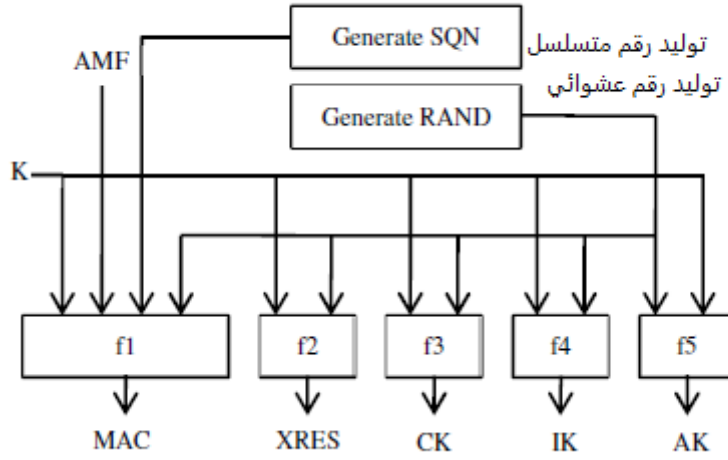 Generate SQN
توليد رقم متسلسل
AMF
توليد رقم عشوائي
Generate RAND
K
f1
f2
f3
f4
f5
MAC
XRES
CK
IK
AK